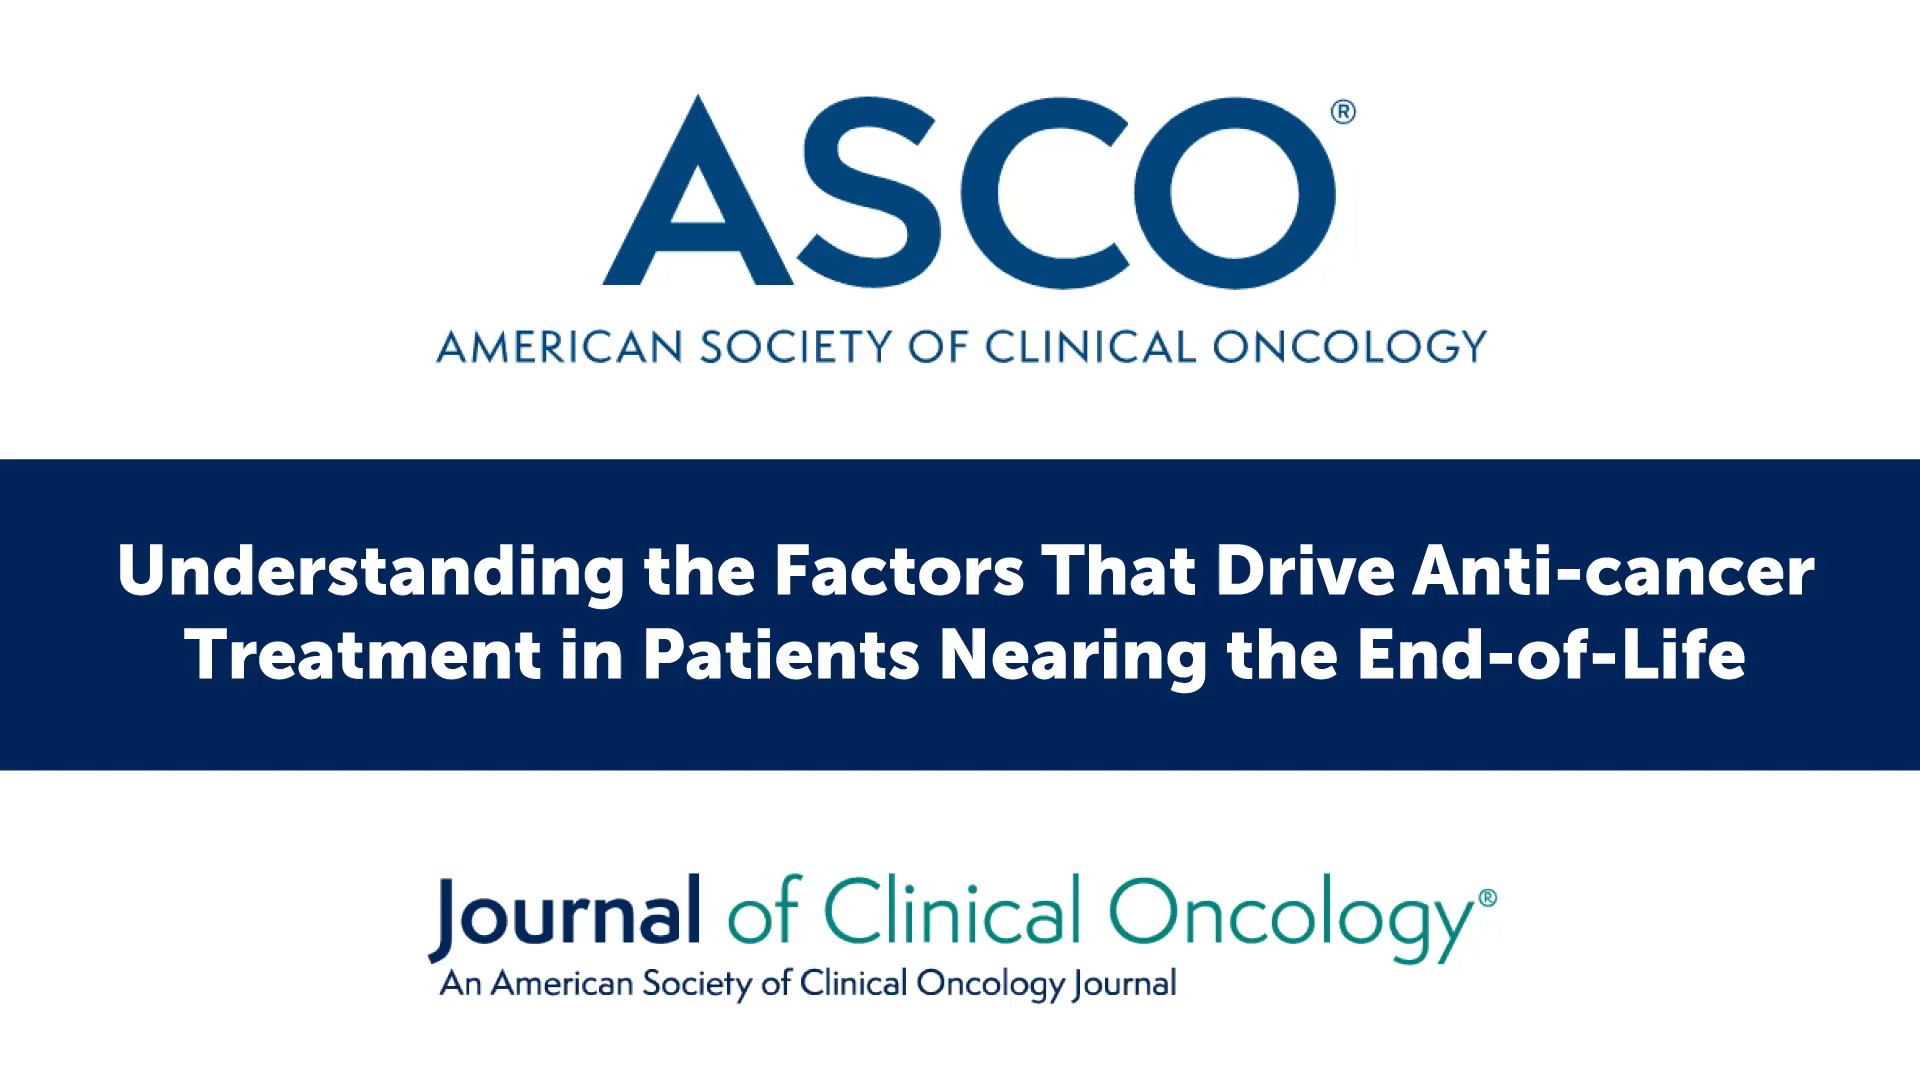 ASCO®
AMERICAN SOCIETY OF CLINICAL ONCOLOGY
Understanding the Factors That Drive Anti-cancer
Treatment in Patients Nearing the End-of-Life
Journal of Clinical Oncology®
An American Society of Clinical Oncology Journal